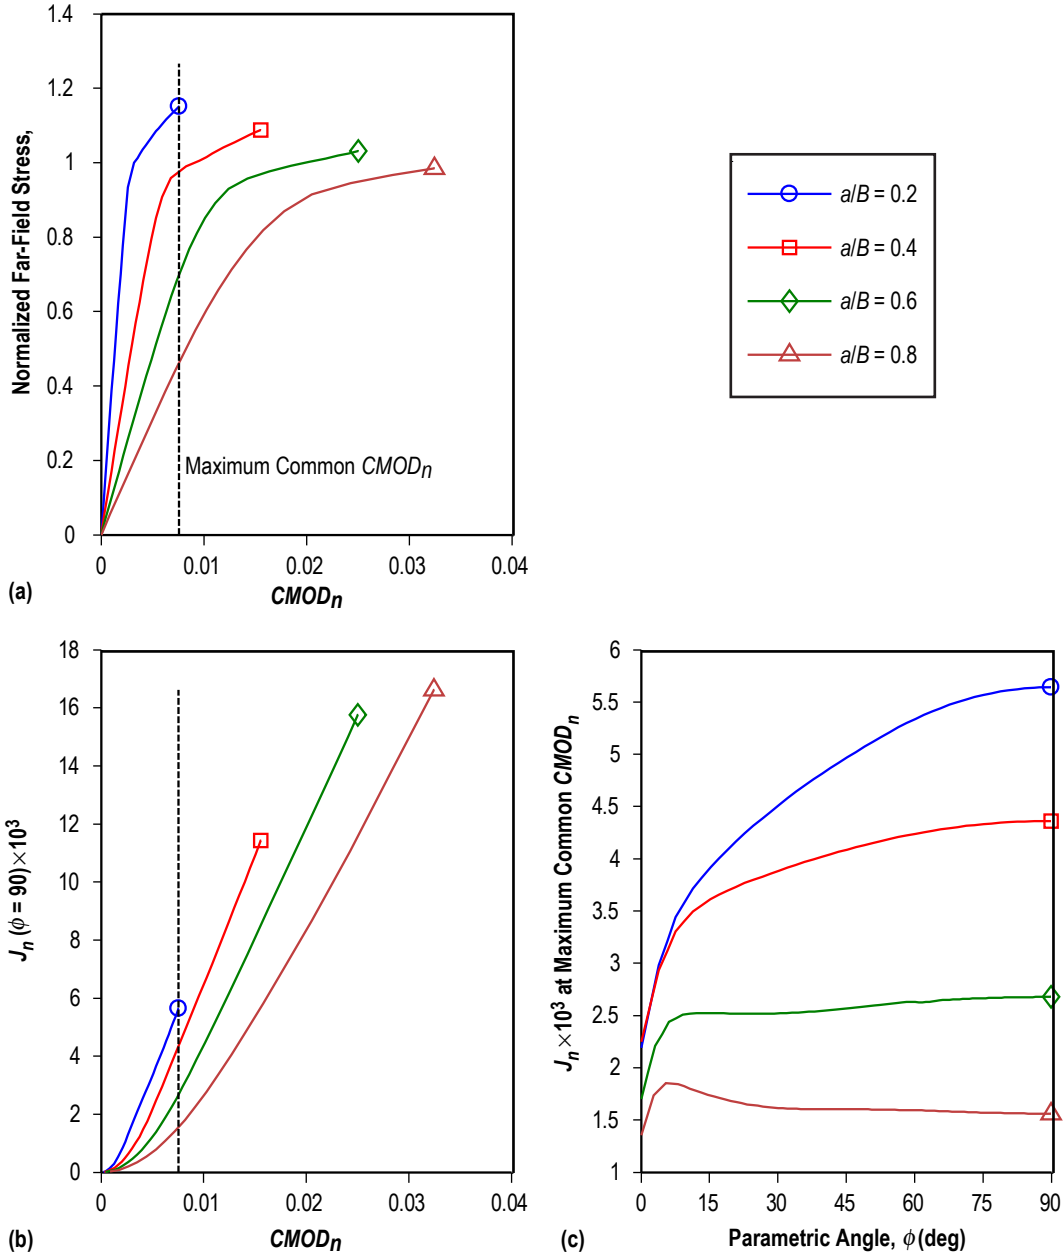 1.4
1.2
1
0.8
0.6
0.4
0.2
0
Normalized Far-Field Stress,
Maximum Common CMODn
0 0.01 0.02 0.03 0.04
CMODn
(a)
a/B = 0.2
a/B = 0.4
a/B = 0.6
a/B = 0.8
18
16
14
12
10
8
6
4
2
0
Jn (ϕ = 90) ×10³
0 0.01 0.02 0.03 0.04
CMODn
(b)
6
5.5
5
4.5
4
3.5
3
2.5
2
1.5
1
Jn ×10³ at Maximum Common CMODn
0 15 30 45 60 75 90
Parametric Angle, ϕ (deg)
(c)